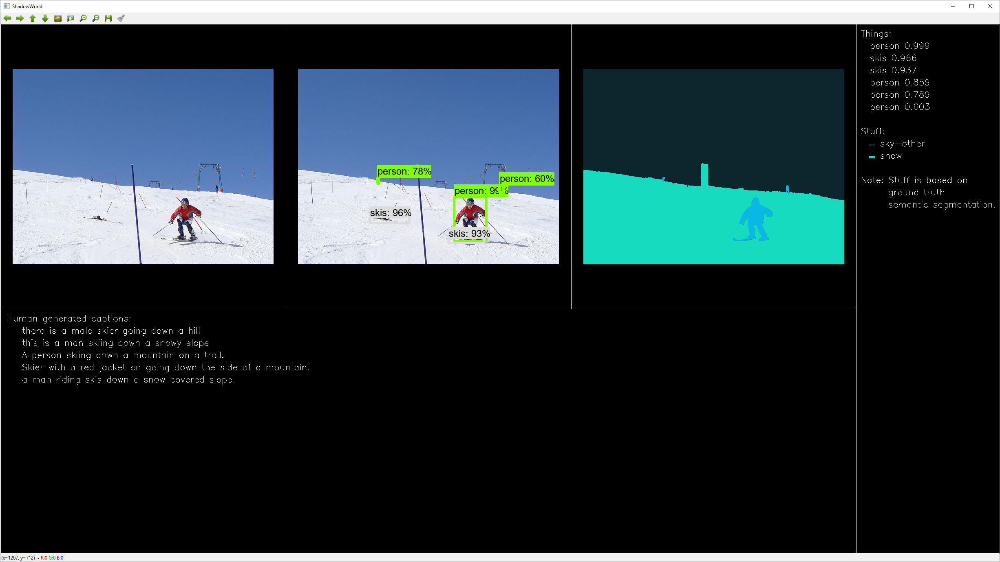 ShadowWorld
person: 78%
person: 60%
person: 99%
skis: 96%
skis: 93%
Things:
person 0.999
skis 0.966
skis 0.937
person 0.859
person 0.789
person 0.603
Stuff:
sky-other
snow
Note: Stuff is based on
ground truth
semantic segmentation.
Human generated captions:
there is a male skier going down a hill
this is a man skiing down a snowy slope
A person skiing down a mountain on a trail.
Skier with a red jacket on going down the side of a mountain.
a man riding skis down a snow covered slope.
(x=1207, y=712) ~ R:0 G:0 B:0